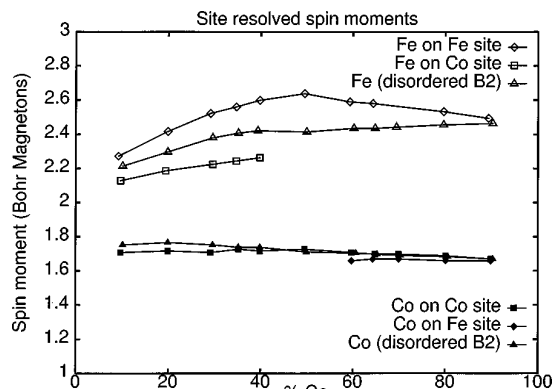 Site resolved spin moments
3
2.8
2.6
2.4
2.2
2
1.8
1.6
1.4
1.2
1
Spin moment (Bohr Magnetons)
Fe on Fe site
Fe on Co site
Fe (disordered B2)
Co on Co site
Co on Fe site
Co (disordered B2)
0
20
40
60
80
100